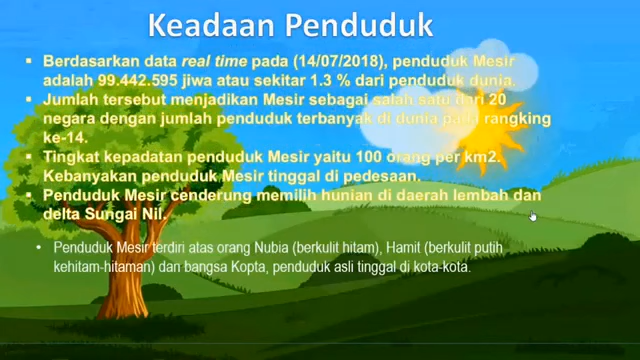 Keadaan Penduduk
▪ Berdasarkan data real time pada (14/07/2018), penduduk Mesir
adalah 99.442.595 jiwa atau sekitar 1.3 % dari penduduk dunia.
▪ Jumlah tersebut menjadikan Mesir sebagai salah satu dari 20
negara dengan jumlah penduduk terbanyak di dunia pada rangking
ke-14.
▪ Tingkat kepadatan penduduk Mesir yaitu 100 orang per km2.
Kebanyakan penduduk Mesir tinggal di pedesaan.
▪ Penduduk Mesir cenderung memilih hunian di daerah lembah dan
delta Sungai Nil.
• Penduduk Mesir terdiri atas orang Nubia (berkulit hitam), Hamit (berkulit putih
kehitam-hitaman) dan bangsa Kopta, penduduk asli tinggal di kota-kota.